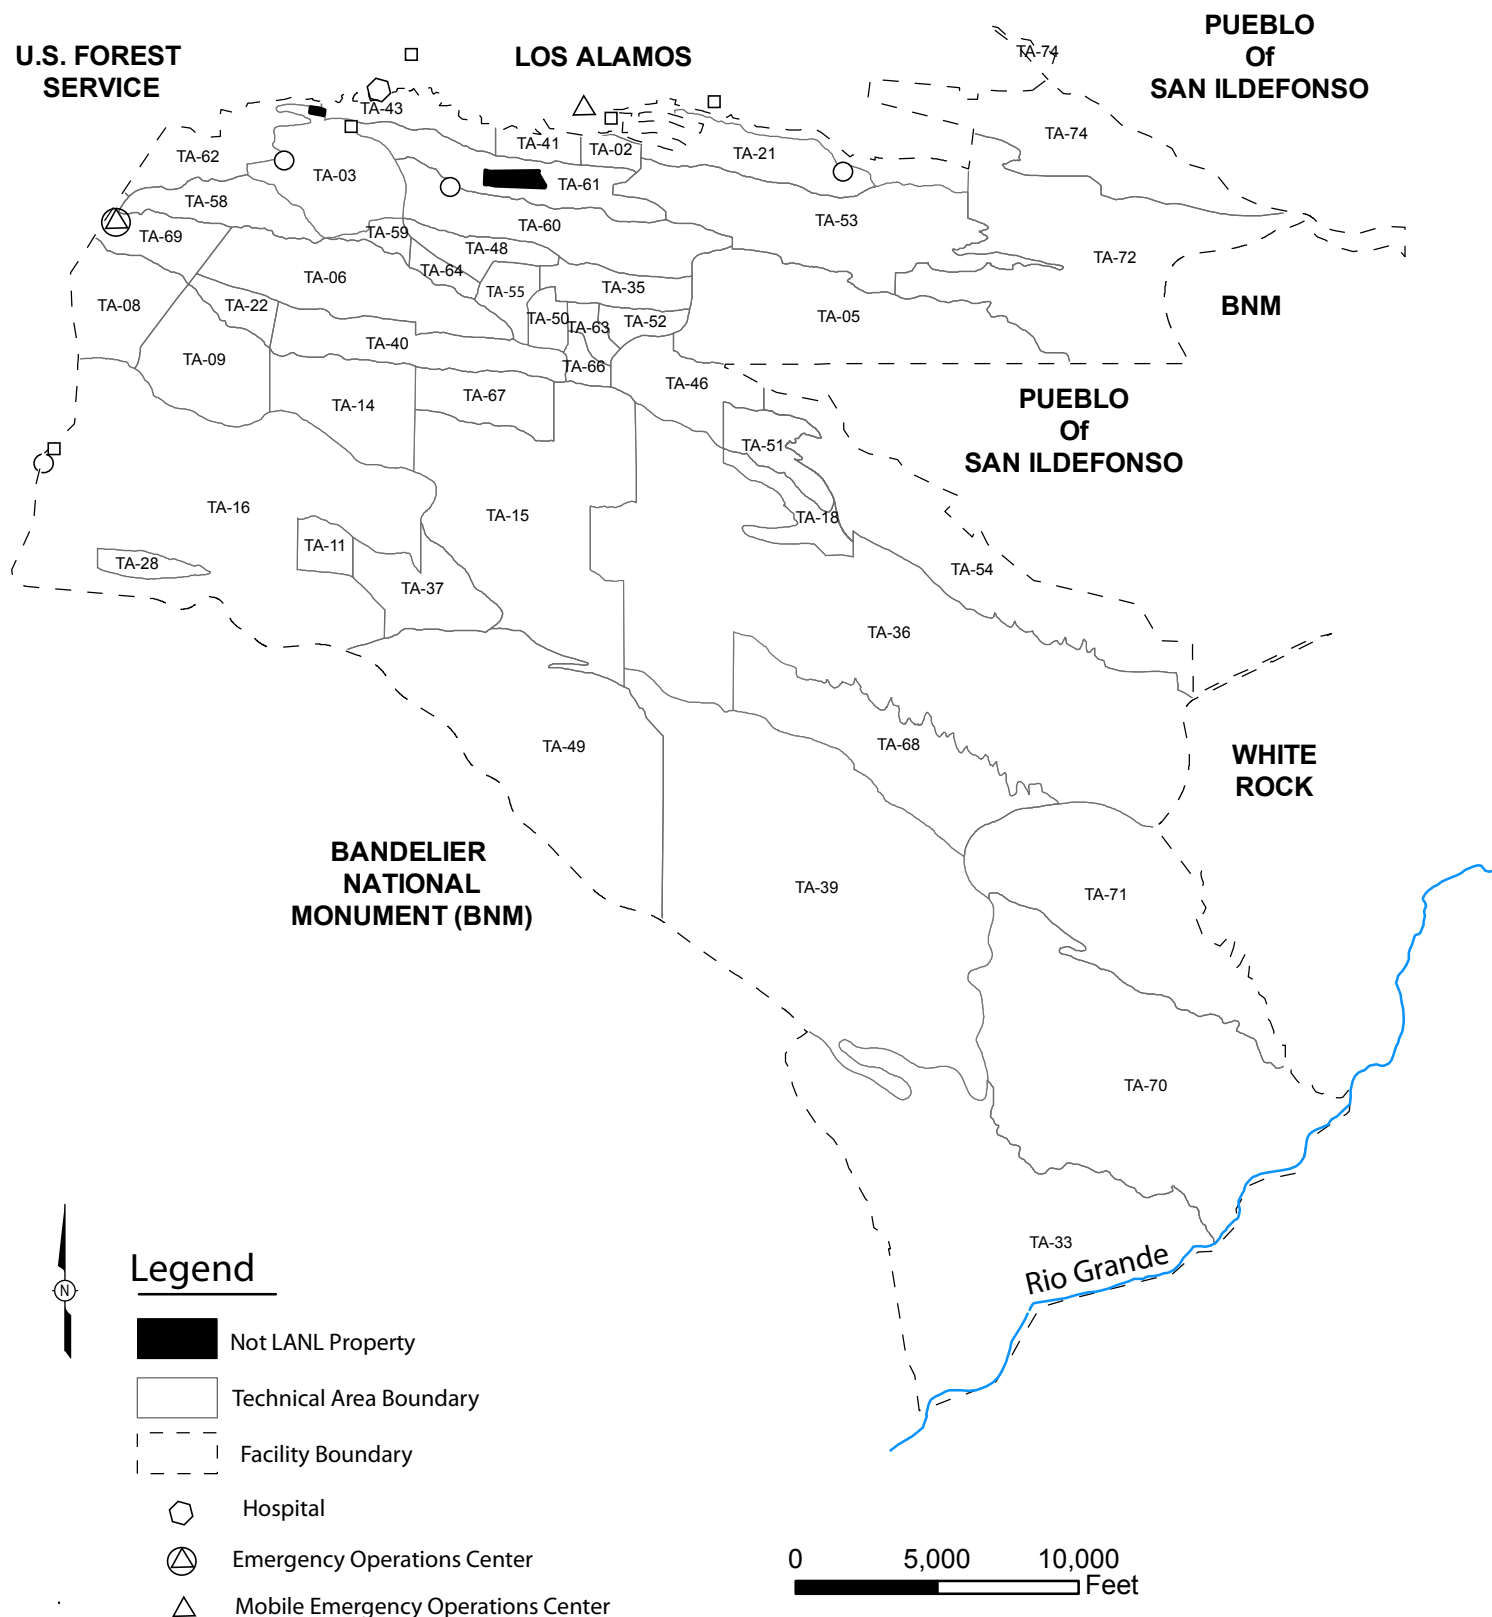 U.S. FOREST
SERVICE
LOS ALAMOS
PUEBLO
Of
SAN ILDEFONSO
TA-74
TA-43
TA-74
TA-62
TA-03
TA-41
TA-02
TA-21
TA-61
TA-58
TA-53
TA-60
TA-59
TA-69
TA-48
TA-72
TA-64
TA-06
TA-55
TA-35
TA-08
TA-22
TA-50
TA-63
TA-52
TA-05
BNM
TA-40
TA-09
TA-66
TA-46
TA-67
TA-14
PUEBLO
Of
SAN ILDEFONSO
TA-51
TA-16
TA-15
TA-18
TA-11
TA-28
TA-54
TA-37
TA-36
TA-49
TA-68
WHITE
ROCK
BANDELIER
NATIONAL
MONUMENT (BNM)
TA-39
TA-71
TA-70
TA-33
Rio Grande
N
Legend
Not LANL Property
Technical Area Boundary
Facility Boundary
Hospital
Emergency Operations Center
Mobile Emergency Operations Center
0 5,000 10,000
Feet